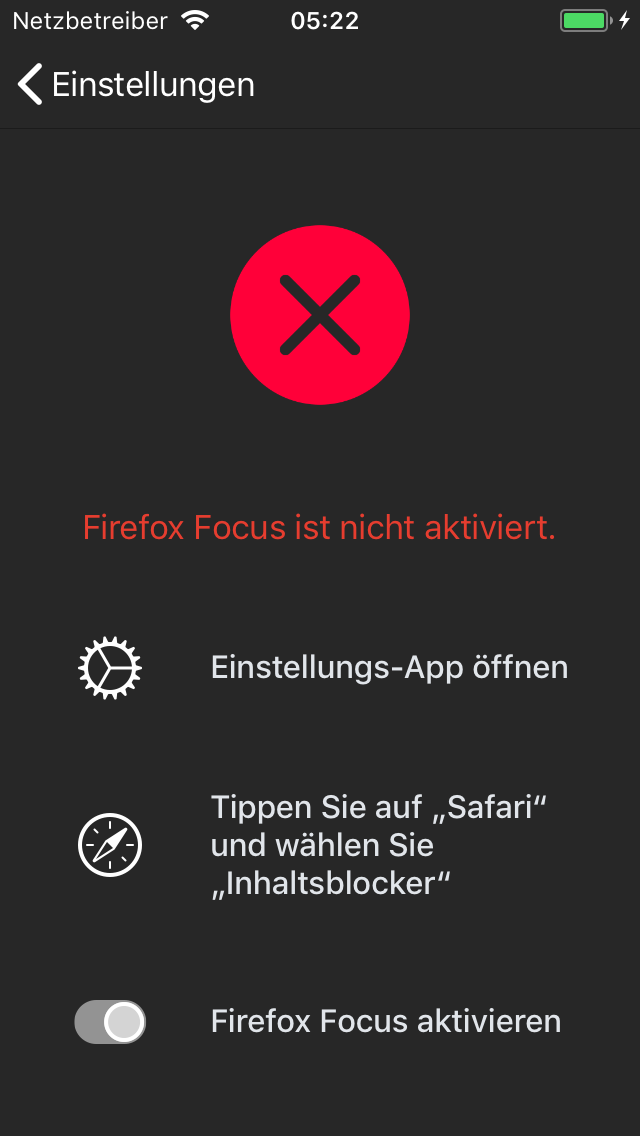 Netzbetreiber 05:22
Einstellungen
Firefox Focus ist nicht aktiviert.
Einstellungs-App öffnen
Tippen Sie auf „Safari“
und wählen Sie
„Inhaltsblocker“
Firefox Focus aktivieren